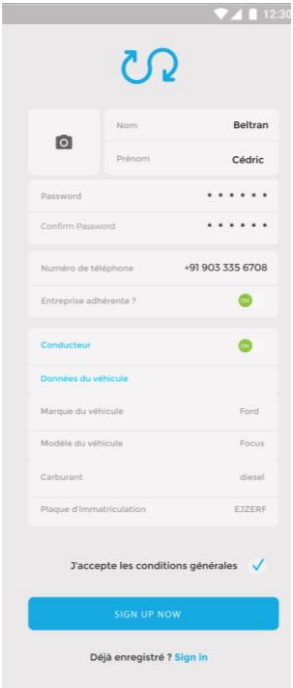 12:30
Nom Beltran
Prénom Cédric
Password ••••••
Confirm Password ••••••
Numéro de téléphone +91 903 335 6708
Entreprise adhérente ? ON
Conducteur ON
Données du véhicule
Marque du véhicule Ford
Modèle du véhicule Focus
Carburant diesel
Plaque d'immatriculation EJZERF
J'accepte les conditions générales
SIGN UP NOW
Déjà enregistré ? Sign in